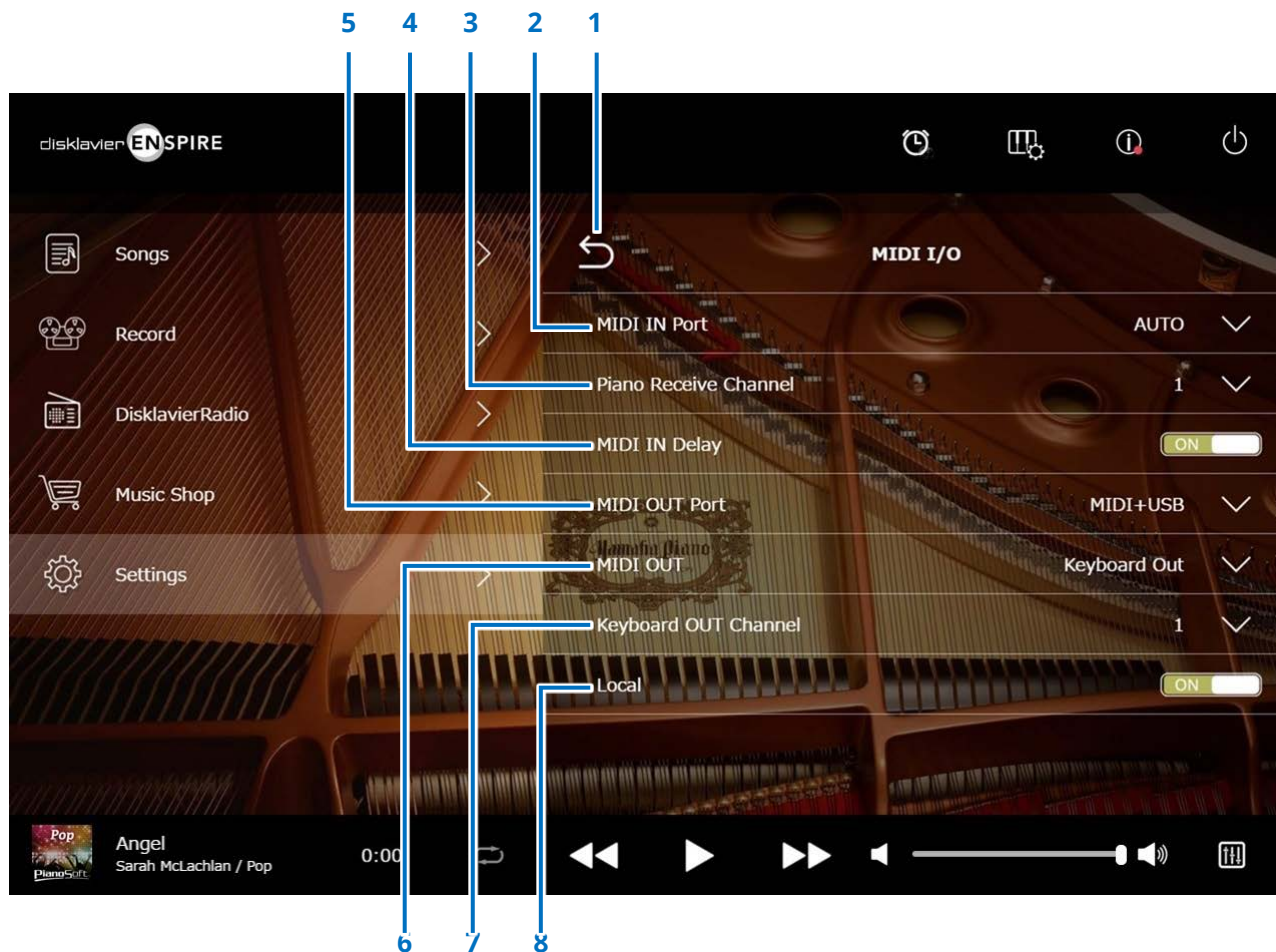 5 4 3 2 1
disklavier ENSPIRE
MIDI I/O
Songs
Record
DisklavierRadio
Music Shop
Settings
MIDI IN Port AUTO
Piano Receive Channel 1
MIDI IN Delay ON
MIDI OUT Port MIDI+USB
Yamaha Piano
MIDI OUT Keyboard Out
Keyboard OUT Channel 1
Local ON
Pop
PianoSoft
Angel
Sarah McLachlan / Pop
0:00
6 7 8